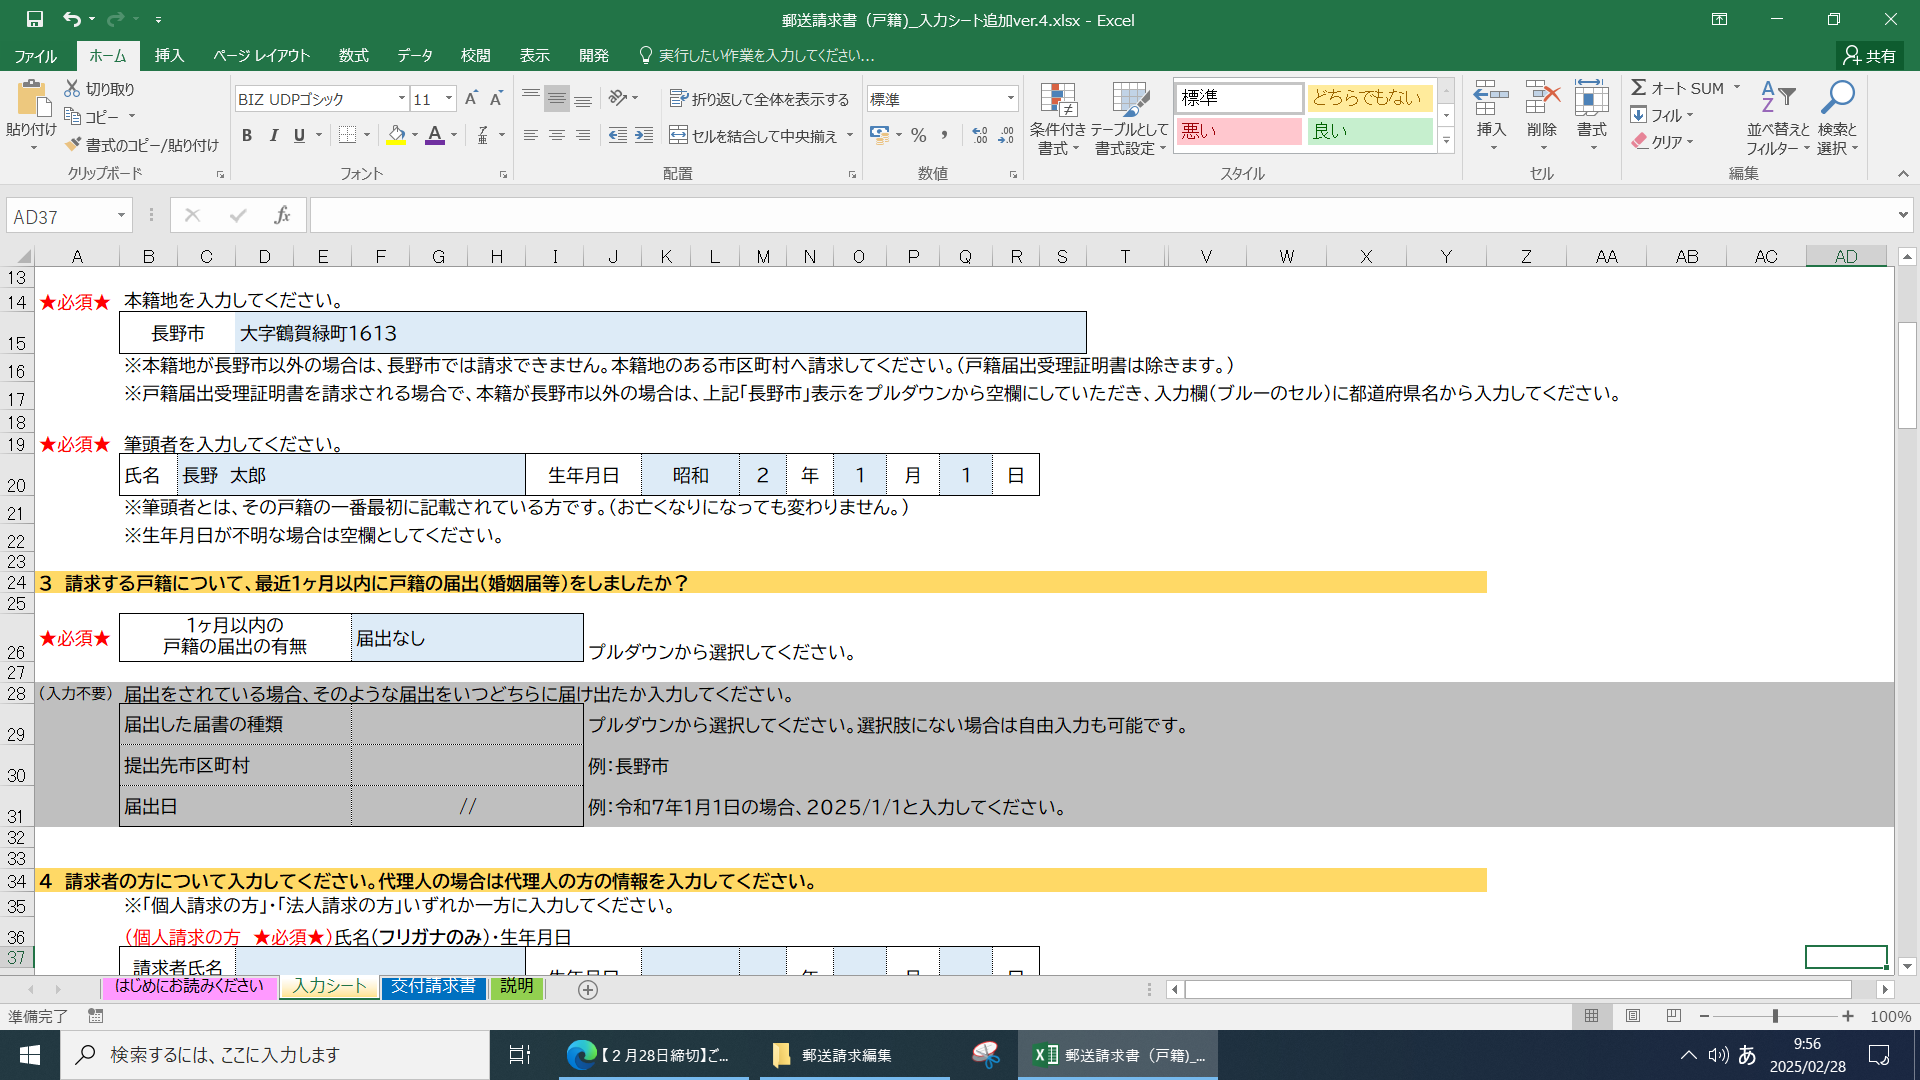 郵送請求書（戸籍)_入力シート追加ver.4.xlsx - Excel
ファイル ホーム 挿入 ページ レイアウト 数式 データ 校閲 表示 開発 実行したい作業を入力してください... 共有
貼り付け 切り取り コピー 書式のコピー/貼り付け クリップボード
BIZ UDPゴシック 11 B I U A フォント
折り返して全体を表示する セルを結合して中央揃え 配置
標準 % 数値
条件付き書式 テーブルとして書式設定 標準 どちらでもない 悪い 良い スタイル
挿入 削除 書式 セル
オート SUM フィル クリア 並べ替えとフィルター 検索と選択 編集
AD37 fx
A B C D E F G H I J K L M N O P Q R S T V W X Y Z AA AB AC AD
13
14 ★必須★ 本籍地を入力してください。
15 長野市 大字鶴賀緑町1613
16 ※本籍地が長野市以外の場合は、長野市では請求できません。本籍地のある市区町村へ請求してください。（戸籍届出受理証明書は除きます。）
17 ※戸籍届出受理証明書を請求される場合で、本籍が長野市以外の場合は、上記「長野市」表示をプルダウンから空欄にしていただき、入力欄（ブルーのセル）に都道府県名から入力してください。
18
19 ★必須★ 筆頭者を入力してください。
20 氏名 長野　太郎 生年月日 昭和 2 年 1 月 1 日
21 ※筆頭者とは、その戸籍の一番最初に記載されている方です。（お亡くなりになっても変わりません。）
22 ※生年月日が不明な場合は空欄としてください。
23
24 3　請求する戸籍について、最近1ヶ月以内に戸籍の届出（婚姻届等）をしましたか？
25
26 ★必須★ 1ヶ月以内の戸籍の届出の有無 届出なし プルダウンから選択してください。
27
28 （入力不要） 届出をされている場合、そのような届出をいつどちらに届け出たか入力してください。
29 届出した届書の種類 プルダウンから選択してください。選択肢にない場合は自由入力も可能です。
30 提出先市区町村 例：長野市
31 届出日 // 例：令和7年1月1日の場合、2025/1/1と入力してください。
32
33
34 4　請求者の方について入力してください。代理人の場合は代理人の方の情報を入力してください。
35 ※「個人請求の方」・「法人請求の方」いずれか一方に入力してください。
36 （個人請求の方　★必須★）氏名（フリガナのみ）・生年月日
37 請求者氏名 生年月日 年 月 日
はじめにお読みください 入力シート 交付請求書 説明
準備完了 100%
検索するには、ここに入力します 【２月28日締切】ご... 郵送請求編集 郵送請求書（戸籍)_... あ 9:56
2025/02/28